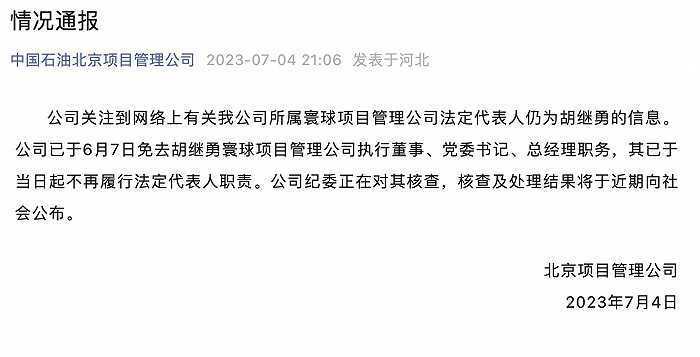 情况通报
中国石油北京项目管理公司 2023-07-04 21:06 发表于河北
公司关注到网络上有关我公司所属寰球项目管理公司法定代表人仍为胡继勇的信息。
公司已于6月7日免去胡继勇寰球项目管理公司执行董事、党委书记、总经理职务，其已于
当日起不再履行法定代表人职责。公司纪委正在对其核查，核查及处理结果将于近期向社
会公布。
北京项目管理公司
2023年7月4日